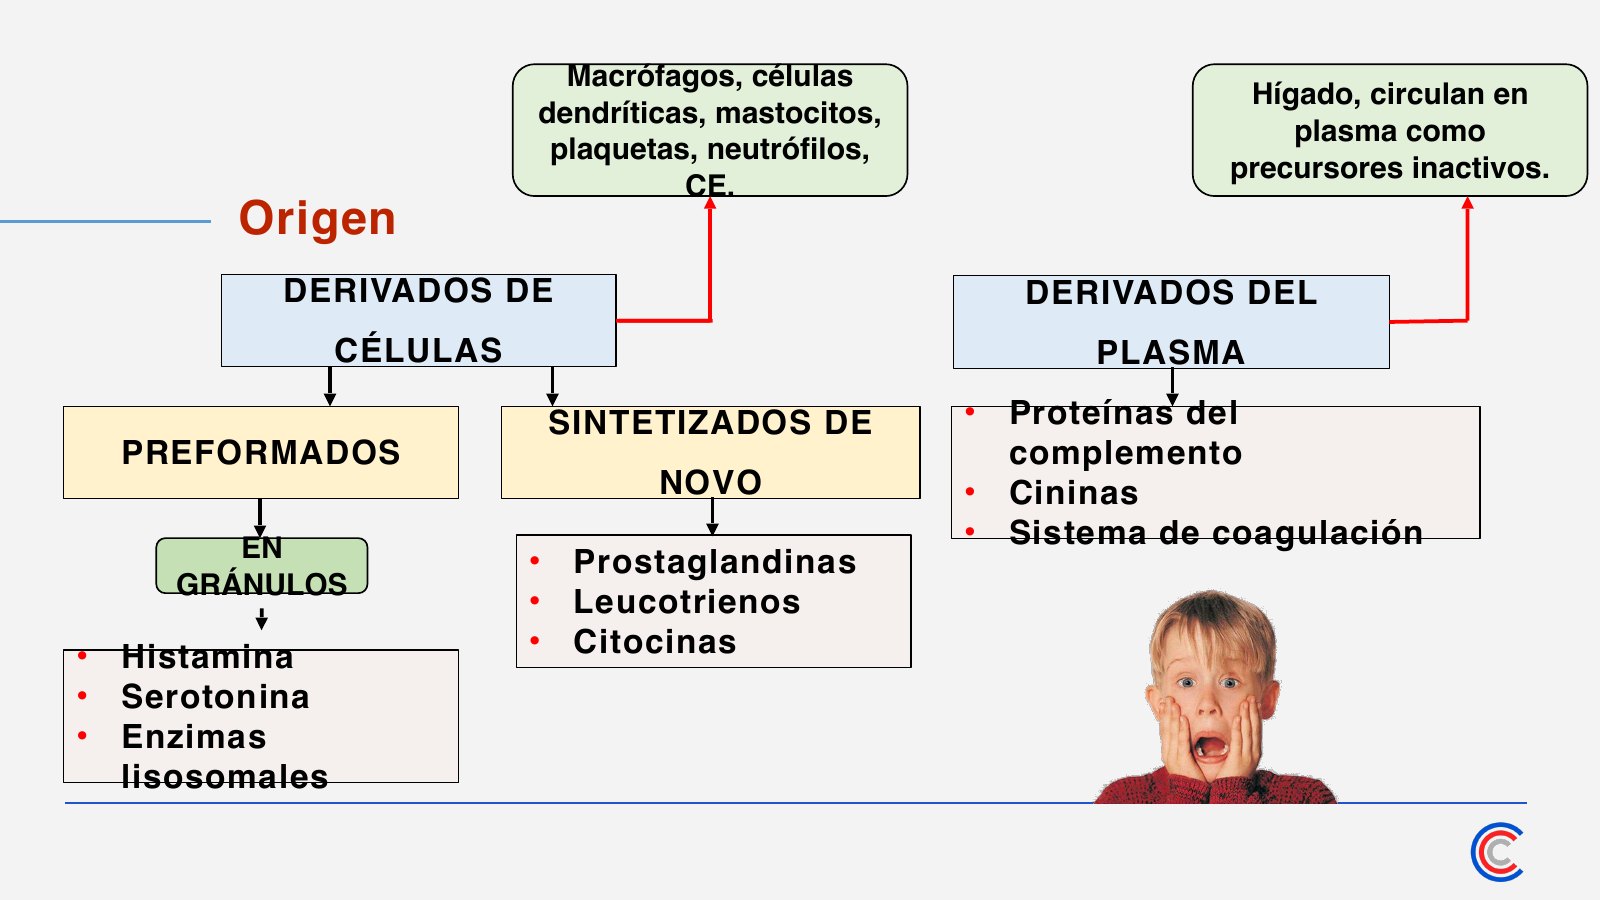 Macrófagos, células
dendríticas, mastocitos,
plaquetas, neutrófilos,
CE.
Hígado, circulan en
plasma como
precursores inactivos.
Origen
DERIVADOS DE
CÉLULAS
DERIVADOS DEL
PLASMA
PREFORMADOS
SINTETIZADOS DE
NOVO
• Proteínas del
complemento
• Cininas
• Sistema de coagulación
EN
GRÁNULOS
• Prostaglandinas
• Leucotrienos
• Citocinas
• Histamina
• Serotonina
• Enzimas
lisosomales